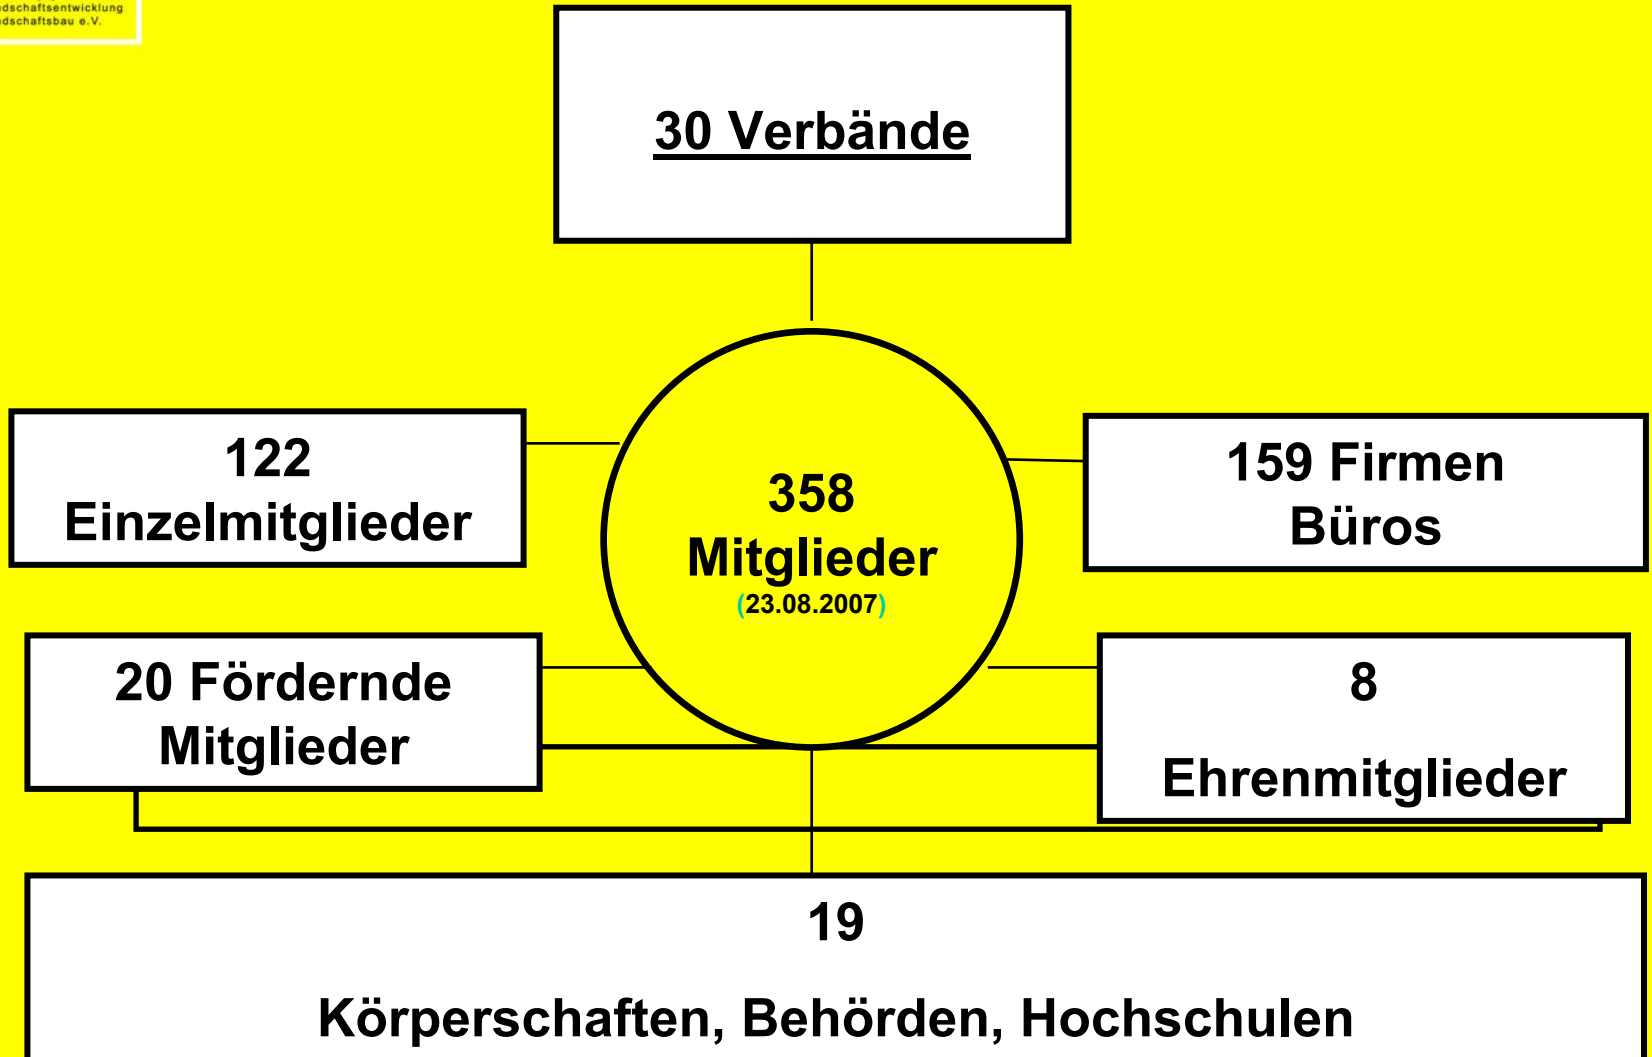 30 Verbände
122
Einzelmitglieder
358
Mitglieder
(23.08.2007)
159 Firmen
Büros
20 Fördernde
Mitglieder
8
Ehrenmitglieder
19
Körperschaften, Behörden, Hochschulen